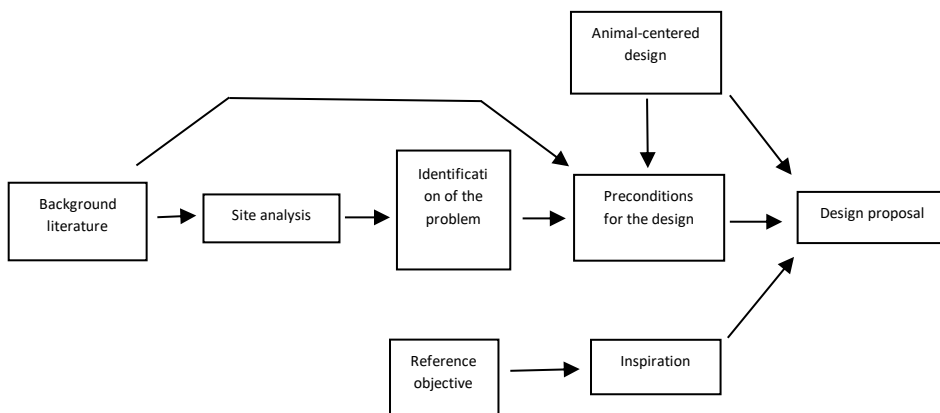 Animal-centered
design
Background
literature
Site analysis
Identificati
on of the
problem
Preconditions
for the design
Design proposal
Reference
objective
Inspiration